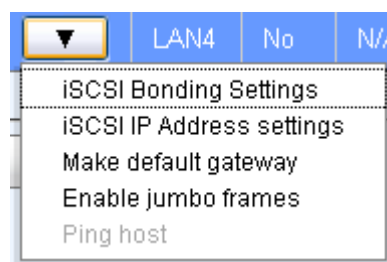 LAN4 No N/
iSCSI Bonding Settings
iSCSI IP Address settings
Make default gateway
Enable jumbo frames
Ping host